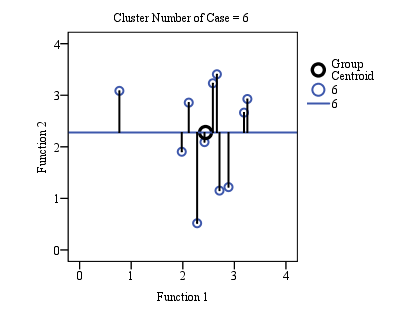 Cluster Number of Case = 6
4
3
2
1
0
Function 2
0 1 2 3 4
Function 1
Group
Centroid
6
6